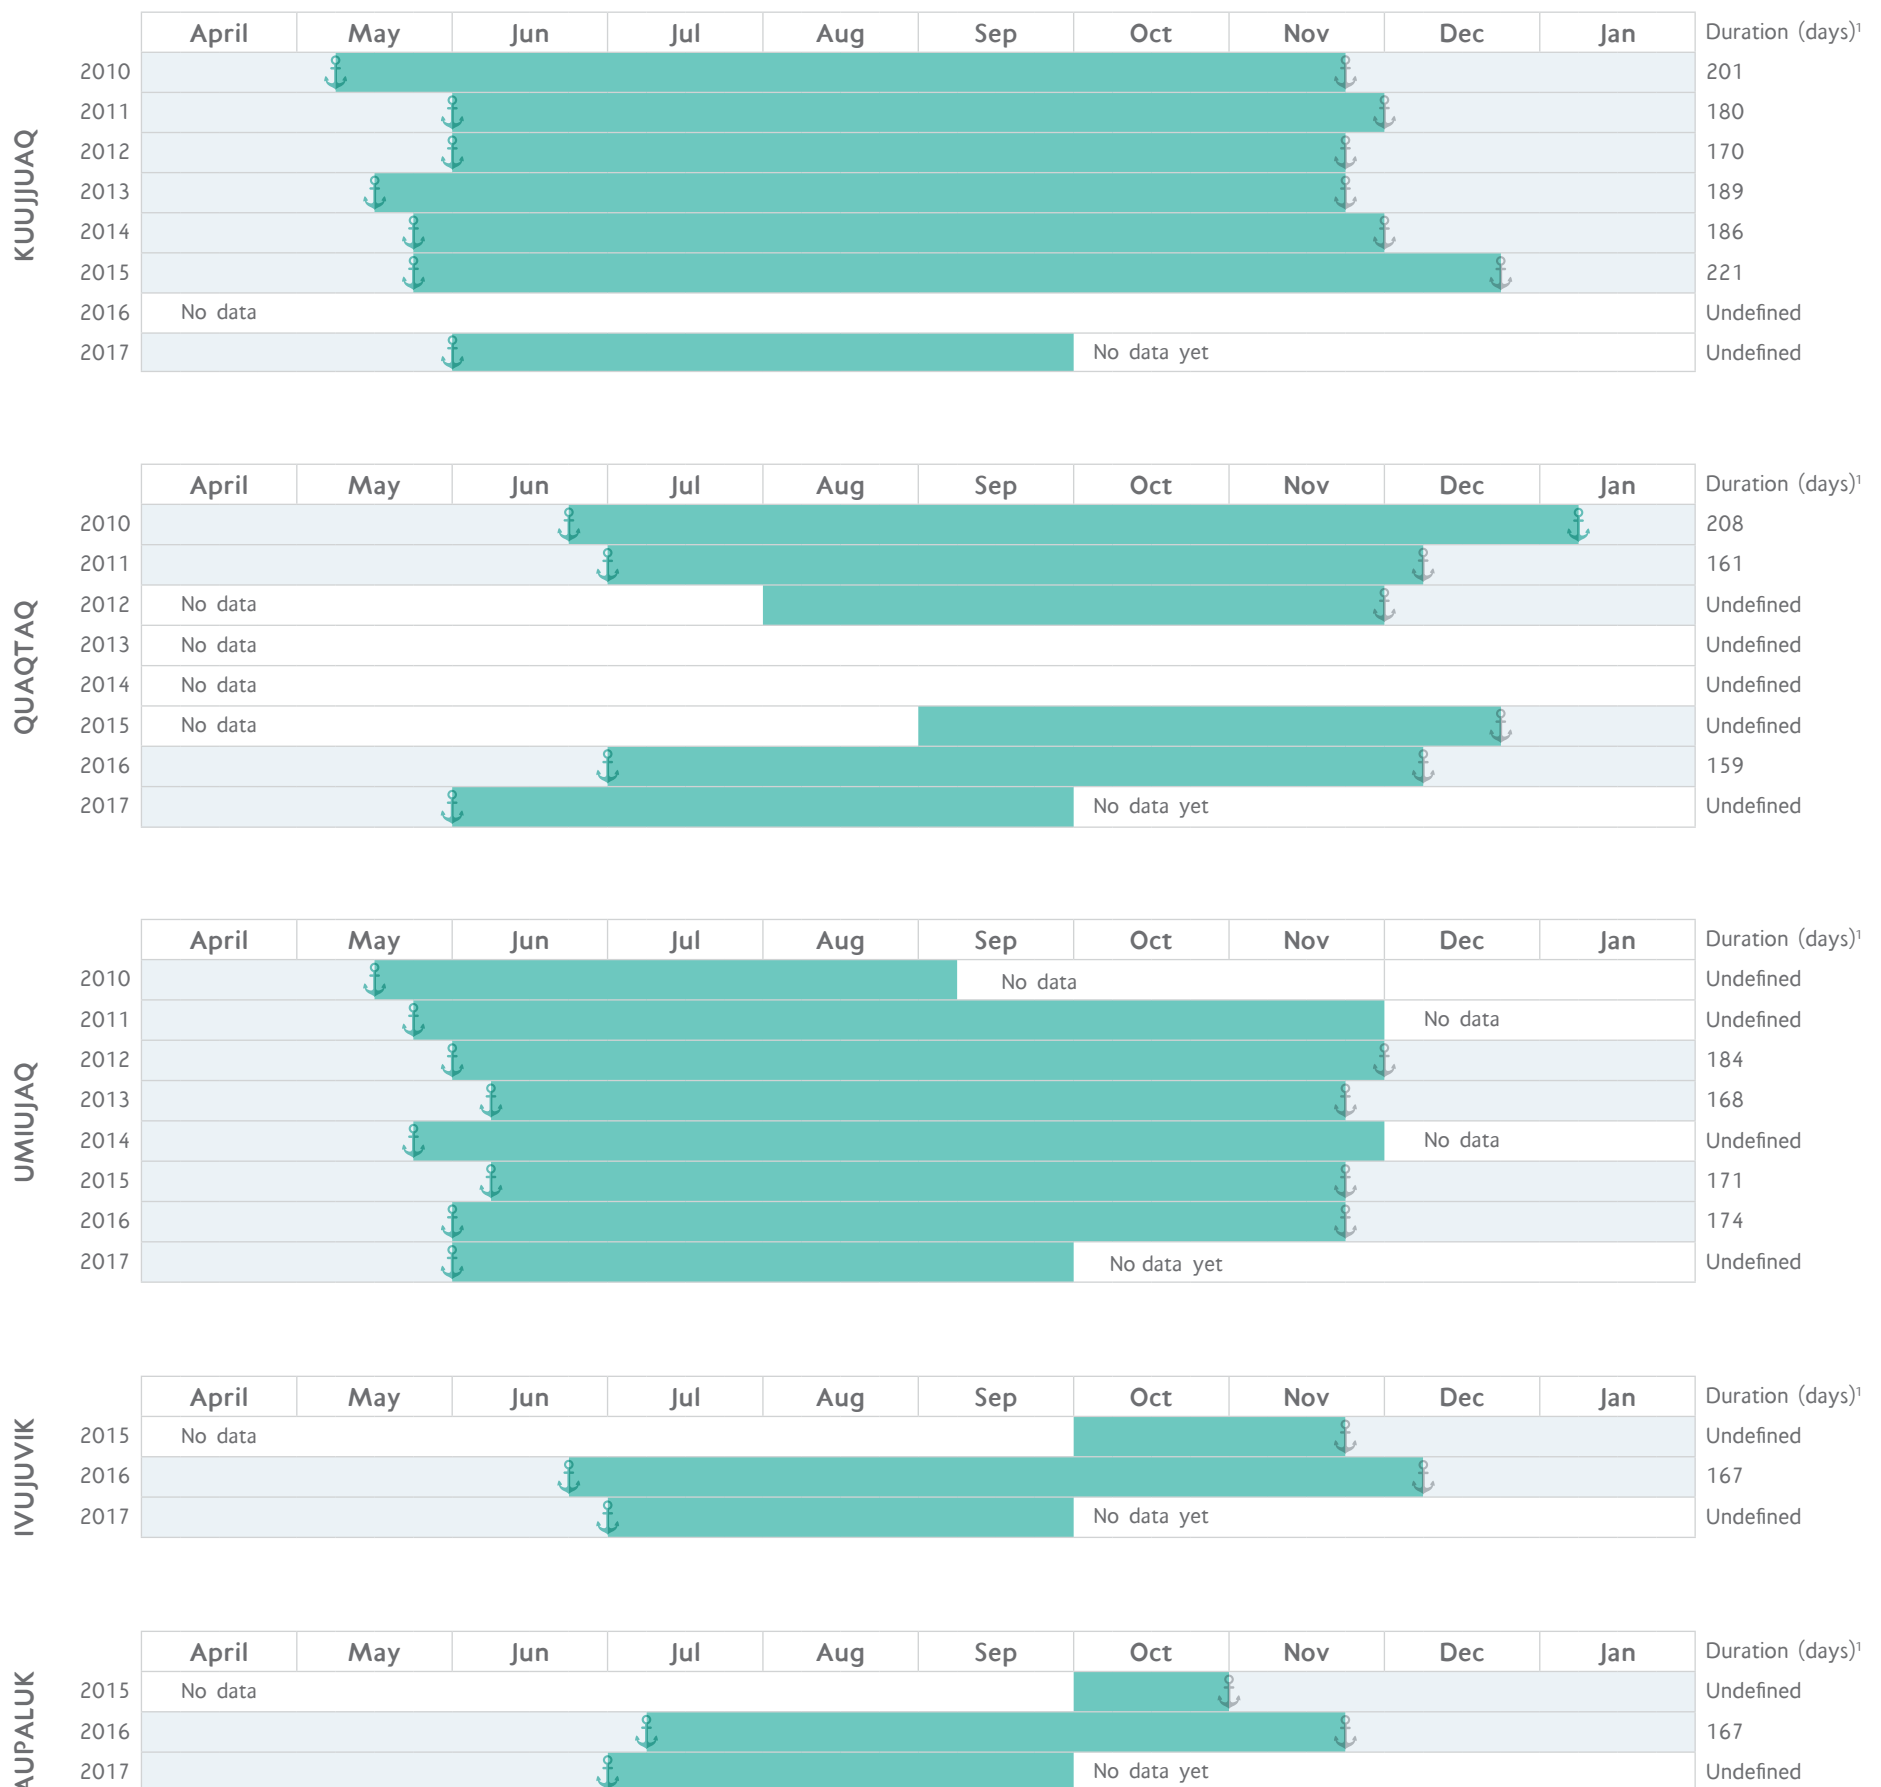 April May Jun Jul Aug Sep Oct Nov Dec Jan Duration (days)¹
KUUJJUAQ
2010 201
2011 180
2012 170
2013 189
2014 186
2015 221
2016 No data Undefined
2017 No data yet Undefined
April May Jun Jul Aug Sep Oct Nov Dec Jan Duration (days)¹
QUAQTAQ
2010 208
2011 161
2012 No data Undefined
2013 No data Undefined
2014 No data Undefined
2015 No data Undefined
2016 159
2017 No data yet Undefined
April May Jun Jul Aug Sep Oct Nov Dec Jan Duration (days)¹
UMIUJAQ
2010 No data Undefined
2011 No data Undefined
2012 184
2013 168
2014 No data Undefined
2015 171
2016 174
2017 No data yet Undefined
April May Jun Jul Aug Sep Oct Nov Dec Jan Duration (days)¹
IVUJUVIK
2015 No data Undefined
2016 167
2017 No data yet Undefined
April May Jun Jul Aug Sep Oct Nov Dec Jan Duration (days)¹
AUPALUK
2015 No data Undefined
2016 167
2017 No data yet Undefined